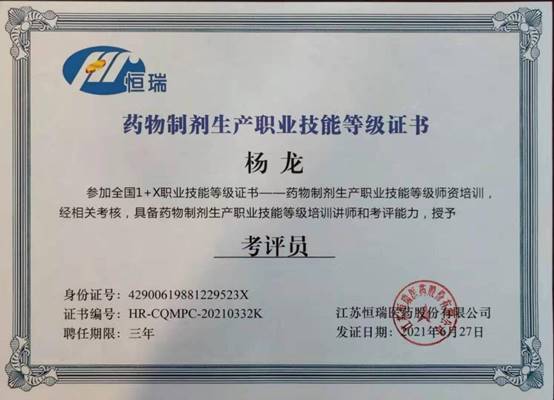 恒瑞
药物制剂生产职业技能等级证书
杨龙
参加全国1+X职业技能等级证书——药物制剂生产职业技能等级师资培训，
经相关考核，具备药物制剂生产职业技能等级培训讲师和考评能力，授予
考评员
身份证号：42900619881229523X
证书编号：HR-CQMPC-20210332K
江苏恒瑞医药股份有限公司
聘任期限：三年
发证日期：2021年6月27日